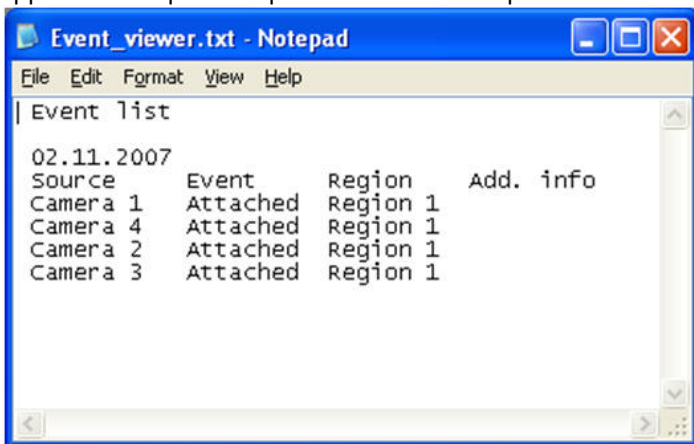 Event_viewer.txt - Notepad
File Edit Format View Help
Event list
02.11.2007
Source Event Region Add. info
Camera 1 Attached Region 1
Camera 4 Attached Region 1
Camera 2 Attached Region 1
Camera 3 Attached Region 1